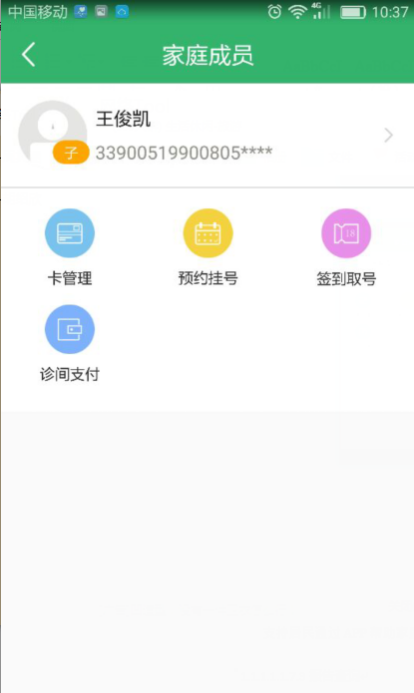 中国移动 4G 10:37
家庭成员
王俊凯
子 33900519900805****
卡管理 预约挂号 签到取号
诊间支付